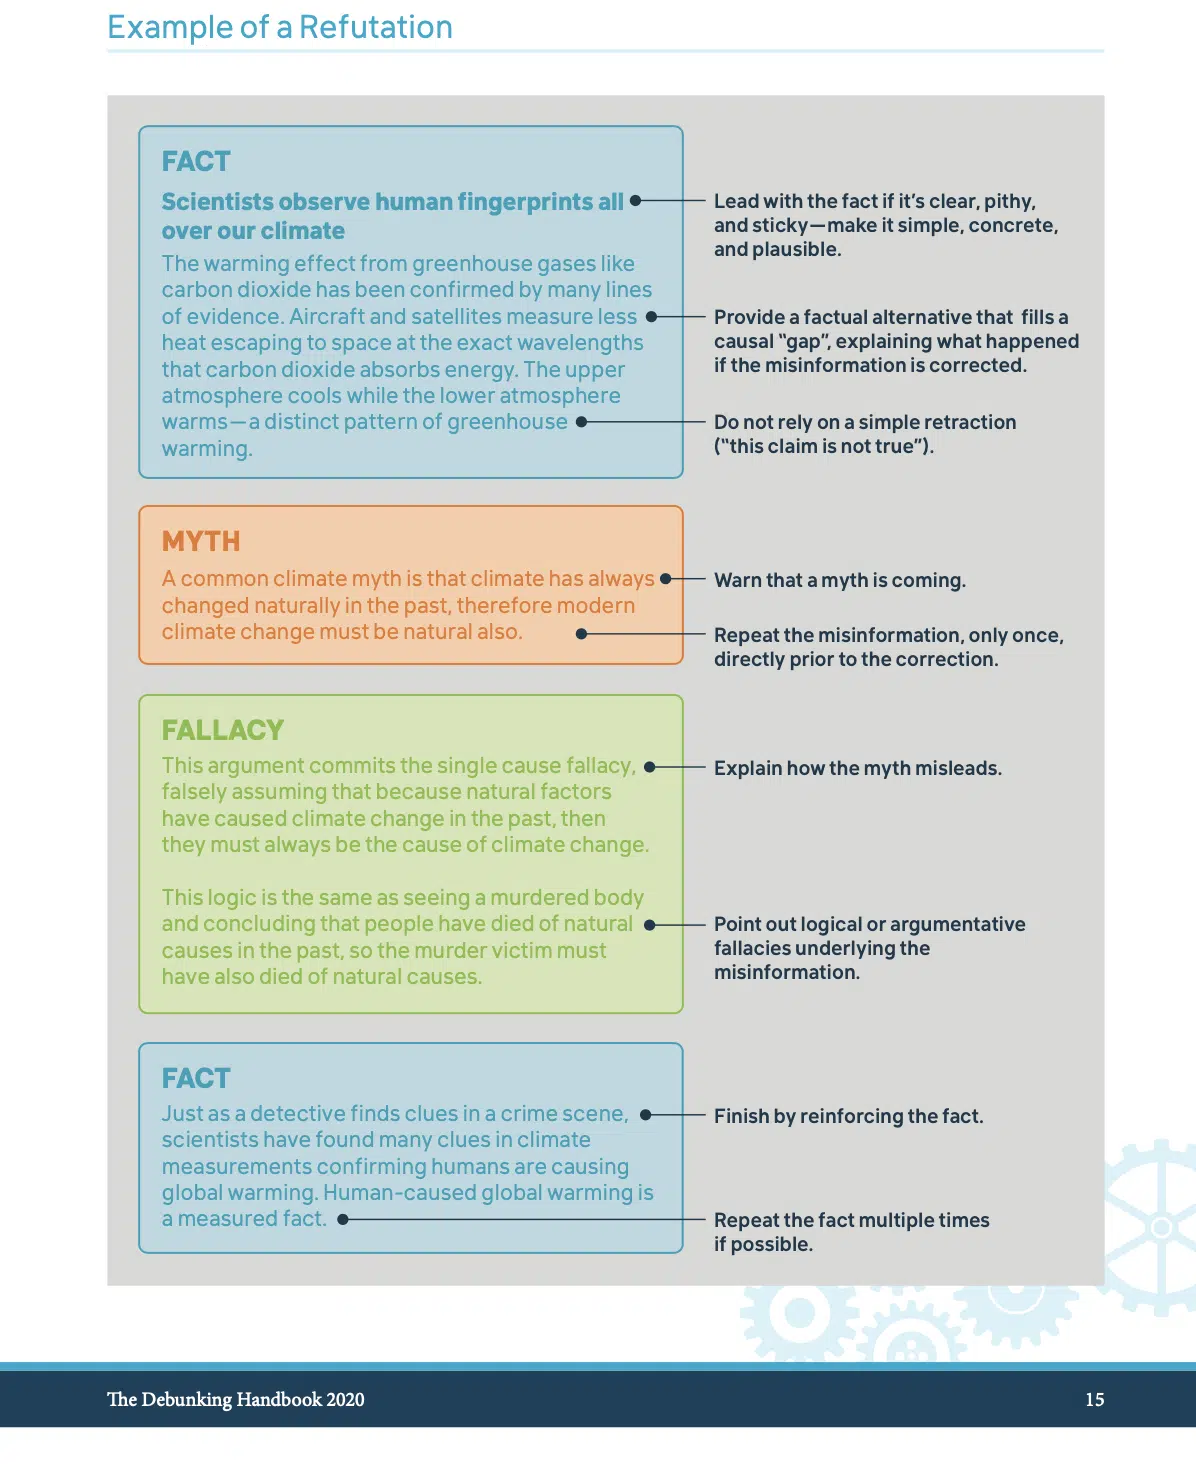 Example of a Refutation
FACT
Scientists observe human fingerprints all
over our climate
The warming effect from greenhouse gases like
carbon dioxide has been confirmed by many lines
of evidence. Aircraft and satellites measure less
heat escaping to space at the exact wavelengths
that carbon dioxide absorbs energy. The upper
atmosphere cools while the lower atmosphere
warms—a distinct pattern of greenhouse
warming.
Lead with the fact if it's clear, pithy,
and sticky—make it simple, concrete,
and plausible.
Provide a factual alternative that fills a
causal "gap", explaining what happened
if the misinformation is corrected.
Do not rely on a simple retraction
("this claim is not true").
MYTH
A common climate myth is that climate has always
changed naturally in the past, therefore modern
climate change must be natural also.
Warn that a myth is coming.
Repeat the misinformation, only once,
directly prior to the correction.
FALLACY
This argument commits the single cause fallacy,
falsely assuming that because natural factors
have caused climate change in the past, then
they must always be the cause of climate change.
This logic is the same as seeing a murdered body
and concluding that people have died of natural
causes in the past, so the murder victim must
have also died of natural causes.
Explain how the myth misleads.
Point out logical or argumentative
fallacies underlying the
misinformation.
FACT
Just as a detective finds clues in a crime scene,
scientists have found many clues in climate
measurements confirming humans are causing
global warming. Human-caused global warming is
a measured fact.
Finish by reinforcing the fact.
Repeat the fact multiple times
if possible.
The Debunking Handbook 2020
15